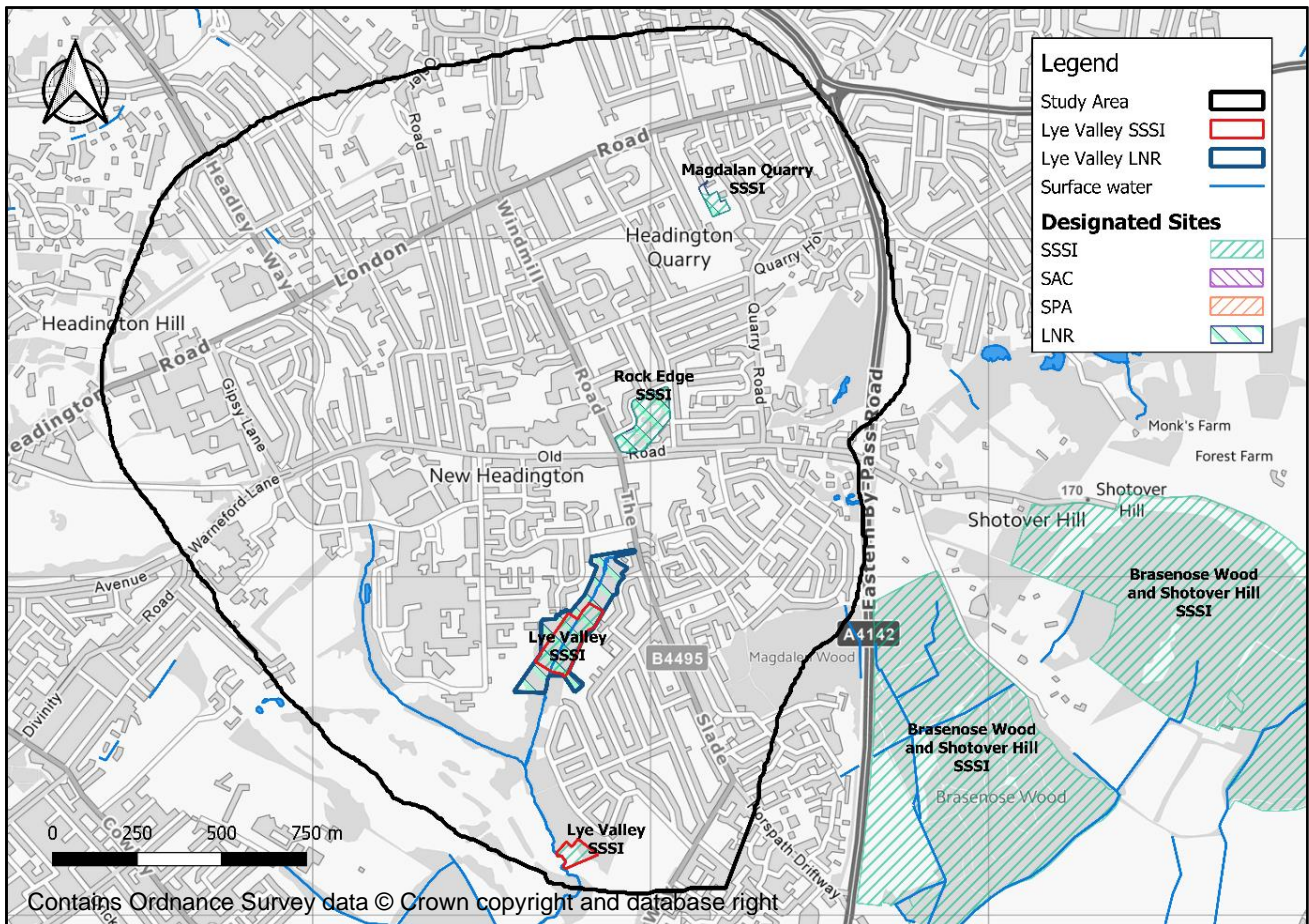 Legend
Study Area
Lye Valley SSSI
Lye Valley LNR
Surface water
Designated Sites
SSSI
SAC
SPA
LNR
Road
Headley Way
London
Road
Windmill
Road
Magdalan Quarry
SSSI
Headington
Quarry
Quarry Hol
Quarry Road
Headington Hill
Road
Gipsy Lane
Rock Edge
SSSI
Old
Road
New Headington
The
Slade
Warneford Lane
Avenue
Road
Divinity
Eastern By-Pass Road
A4142
Monk's Farm
Forest Farm
170
Shotover
Hill
Shotover Hill
Brasenose Wood
and Shotover Hill
SSSI
Lye Valley
SSSI
B4495
Magdalen Wood
Brasenose Wood
and Shotover Hill
SSSI
Brasenose Wood
Horspath Driftway
Lye Valley
SSSI
0 250 500 750 m
Contains Ordnance Survey data © Crown copyright and database right